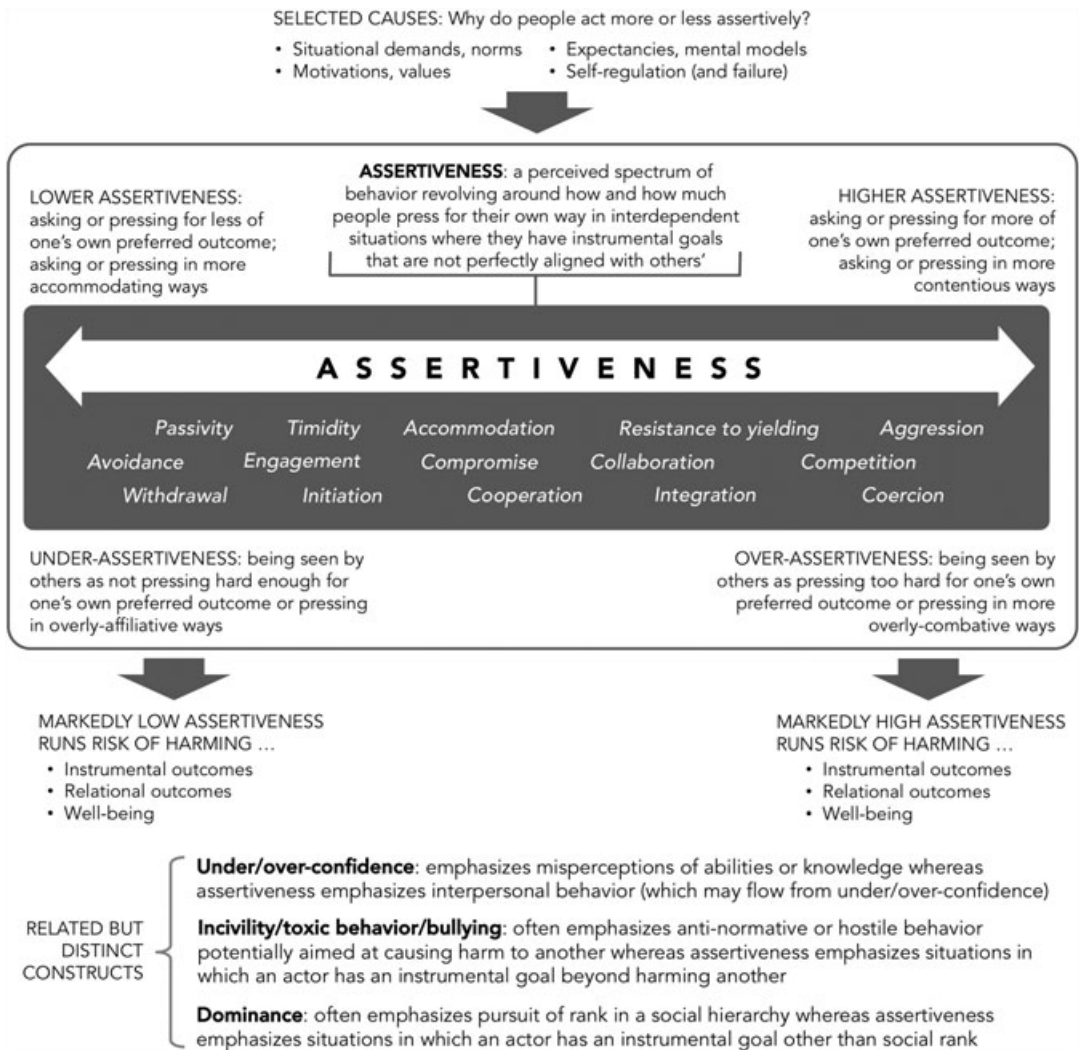 SELECTED CAUSES: Why do people act more or less assertively?
• Situational demands, norms
• Motivations, values
• Expectancies, mental models
• Self-regulation (and failure)
LOWER ASSERTIVENESS:
asking or pressing for less of
one's own preferred outcome;
asking or pressing in more
accommodating ways
ASSERTIVENESS: a perceived spectrum of
behavior revolving around how and how much
people press for their own way in interdependent
situations where they have instrumental goals
that are not perfectly aligned with others'
HIGHER ASSERTIVENESS:
asking or pressing for more of
one's own preferred outcome;
asking or pressing in more
contentious ways
ASSERTIVENESS
Passivity Timidity Accommodation Resistance to yielding Aggression
Avoidance Engagement Compromise Collaboration Competition
Withdrawal Initiation Cooperation Integration Coercion
UNDER-ASSERTIVENESS: being seen by
others as not pressing hard enough for
one's own preferred outcome or pressing
in overly-affiliative ways
OVER-ASSERTIVENESS: being seen by
others as pressing too hard for one's own
preferred outcome or pressing in more
overly-combative ways
MARKEDLY LOW ASSERTIVENESS
RUNS RISK OF HARMING ...
• Instrumental outcomes
• Relational outcomes
• Well-being
MARKEDLY HIGH ASSERTIVENESS
RUNS RISK OF HARMING ...
• Instrumental outcomes
• Relational outcomes
• Well-being
RELATED BUT
DISTINCT
CONSTRUCTS
Under/over-confidence: emphasizes misperceptions of abilities or knowledge whereas
assertiveness emphasizes interpersonal behavior (which may flow from under/over-confidence)
Incivility/toxic behavior/bullying: often emphasizes anti-normative or hostile behavior
potentially aimed at causing harm to another whereas assertiveness emphasizes situations in
which an actor has an instrumental goal beyond harming another
Dominance: often emphasizes pursuit of rank in a social hierarchy whereas assertiveness
emphasizes situations in which an actor has an instrumental goal other than social rank